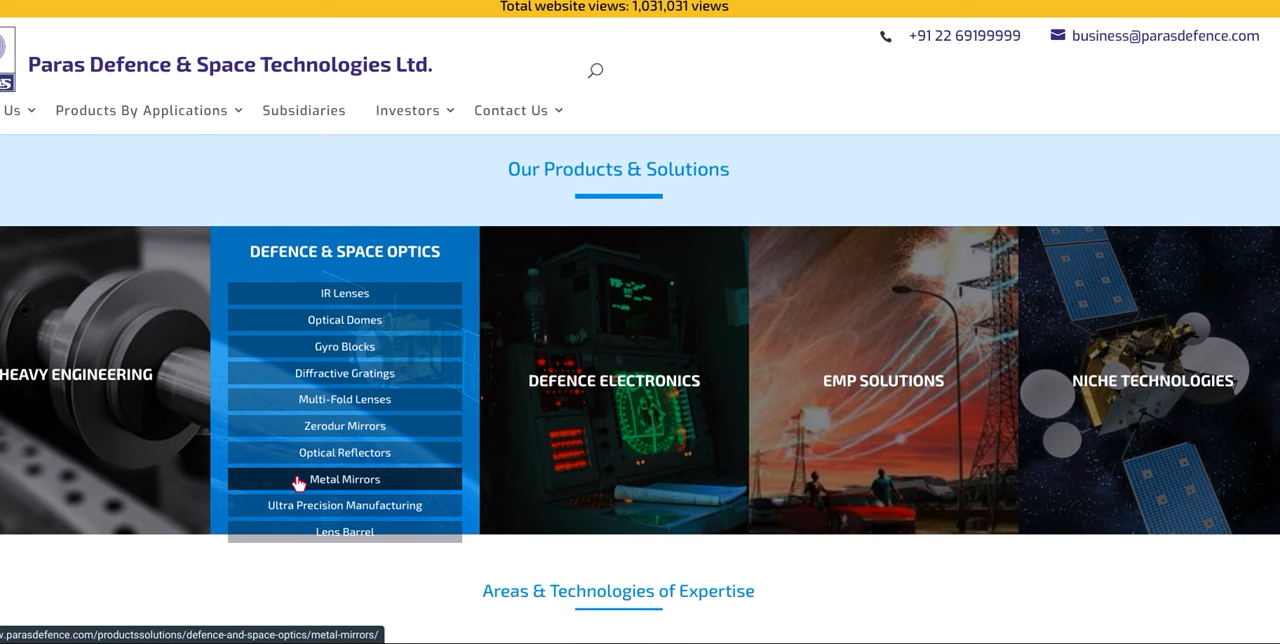 Total website views: 1,031,031 views
+91 22 69199999
business@parasdefence.com
Paras Defence & Space Technologies Ltd.
Us
Products By Applications
Subsidiaries
Investors
Contact Us
Our Products & Solutions
HEAVY ENGINEERING
DEFENCE & SPACE OPTICS
IR Lenses
Optical Domes
Gyro Blocks
Diffractive Gratings
Multi-Fold Lenses
Zerodur Mirrors
Optical Reflectors
Metal Mirrors
Ultra Precision Manufacturing
Lens Barrel
DEFENCE ELECTRONICS
EMP SOLUTIONS
NICHE TECHNOLOGIES
Areas & Technologies of Expertise
w.parasdefence.com/productssolutions/defence-and-space-optics/metal-mirrors/